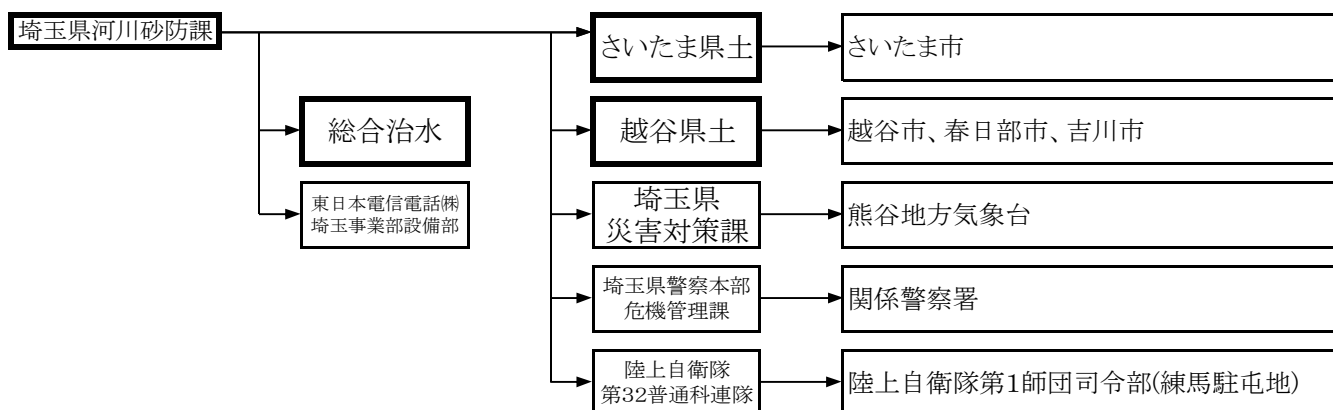 埼玉県河川砂防課
さいたま県土
さいたま市
総合治水
越谷県土
越谷市、春日部市、吉川市
東日本電信電話㈱
埼玉事業部設備部
埼玉県
災害対策課
熊谷地方気象台
埼玉県警察本部
危機管理課
関係警察署
陸上自衛隊
第32普通科連隊
陸上自衛隊第1師団司令部(練馬駐屯地)